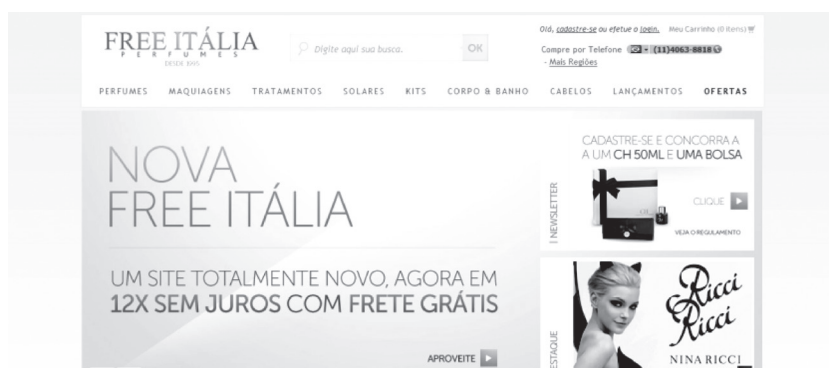 Olá, cadastre-se ou efetue o login. Meu Carrinho (0 itens)
FREE ITÁLIA
PERFUMES
Digite aqui sua busca.
OK
Compre por Telefone (11)4063-8818
- Mais Regiões
PERFUMES MAQUIAGENS TRATAMENTOS SOLARES KITS CORPO & BANHO CABELOS LANÇAMENTOS OFERTAS
NOVA
FREE ITÁLIA
UM SITE TOTALMENTE NOVO, AGORA EM
12X SEM JUROS COM FRETE GRÁTIS
APROVEITE
CADASTRE-SE E CONCORRA A
A UM CH 50ML E UMA BOLSA
| NEWSLETTER
CLIQUE
VEJA O REGULAMENTO
ESTAQUE
Ricci
Ricci
NINA RICCI